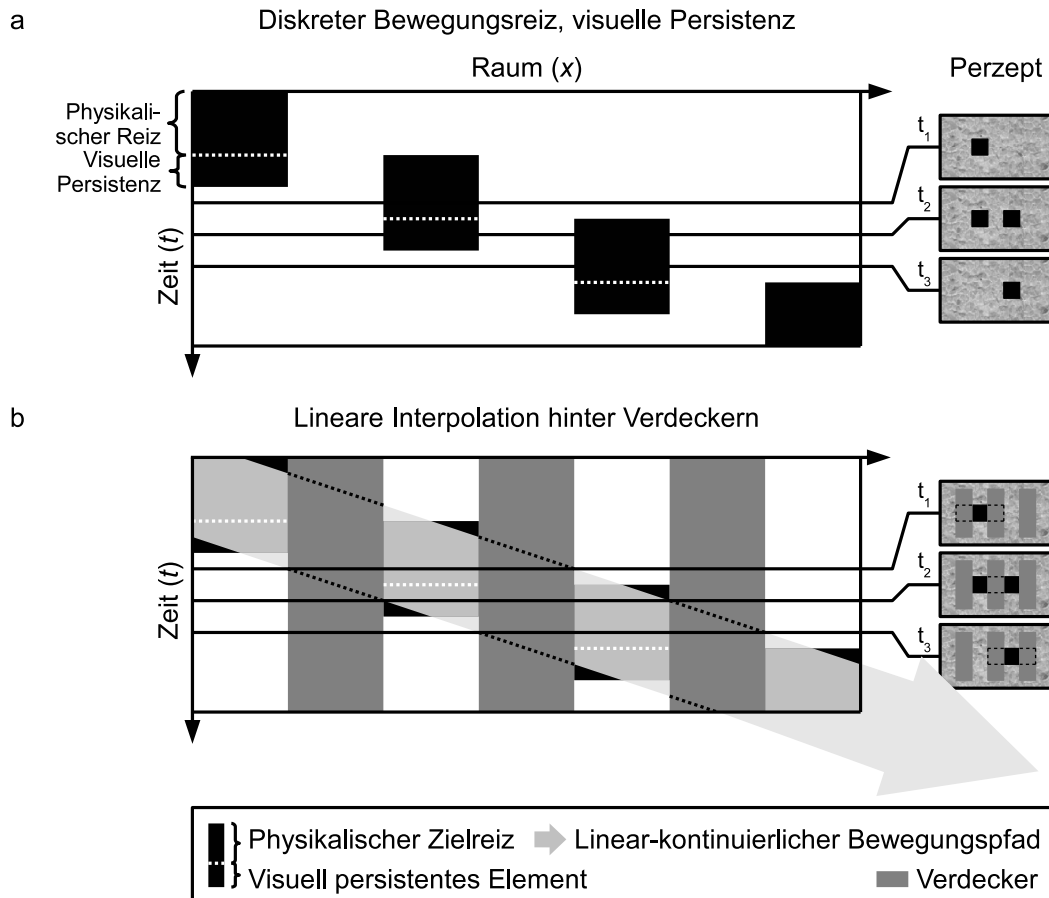 a
Diskreter Bewegungsreiz, visuelle Persistenz
Raum (x)
Perzept
Physikali-
scher Reiz
Visuelle
Persistenz
Zeit (t)
t1
t2
t3
b
Lineare Interpolation hinter Verdeckern
Zeit (t)
t1
t2
t3
Physikalischer Zielreiz
Linear-kontinuierlicher Bewegungspfad
Visuell persistentes Element
Verdecker